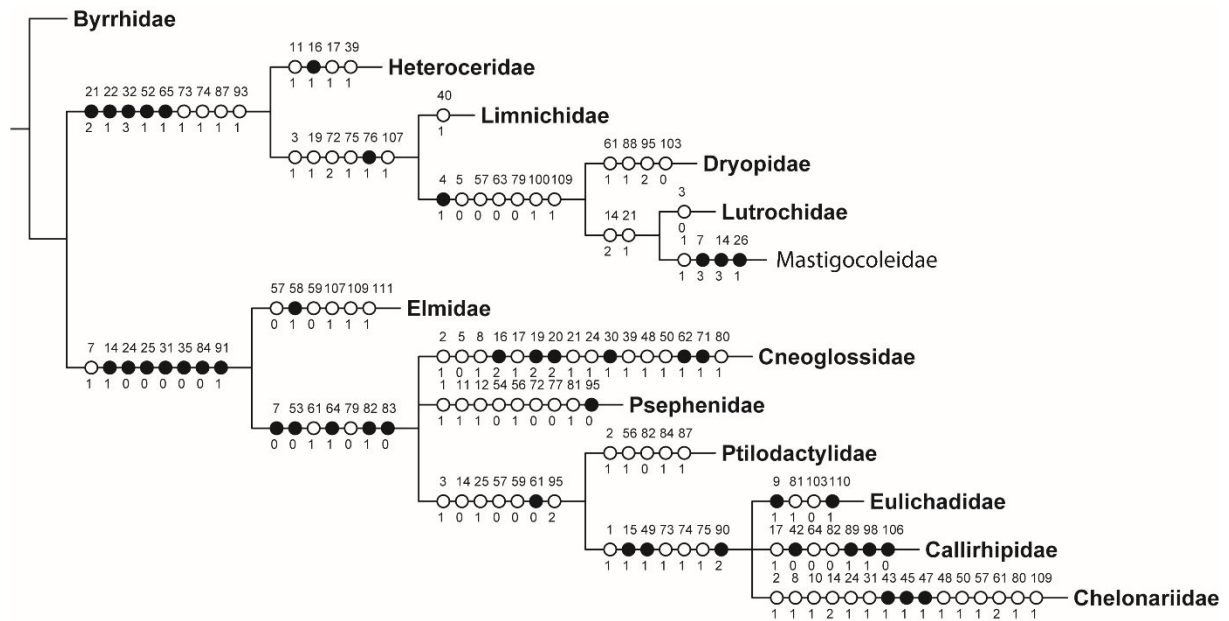 Byrrhidae
11 16 17 39
Heteroceridae
1 1 1 1
21 22 32 52 65 73 74 87 93
2 1 3 1 1 1 1 1 1
40
Limnichidae
1
3 19 72 75 76 107
1 1 2 1 1 1
61 88 95 103
Dryopidae
1 1 2 0
4 5 57 63 79 100 109
1 0 0 0 0 1 1
3
Lutrochidae
0
14 21
2 1
1 7 14 26
Mastigocoleidae
1 3 3 1
57 58 59 107 109 111
Elmidae
0 1 0 1 1 1
2 5 8 16 17 19 20 21 24 30 39 48 50 62 71 80
Cneoglossidae
1 0 1 2 1 2 2 1 1 1 1 1 1 1 1 1
7 14 24 25 31 35 84 91
1 1 0 0 0 0 0 1
1 11 12 54 56 72 77 81 95
Psephenidae
1 1 1 0 1 0 0 1 0
7 53 61 64 79 82 83
0 0 1 1 0 1 0
2 56 82 84 87
Ptilodactylidae
1 1 0 1 1
3 14 25 57 59 61 95
1 0 1 0 0 0 2
9 81 103 110
Eulichadidae
1 1 0 1
1 15 49 73 74 75 90
1 1 1 1 1 1 2
17 42 64 82 89 98 106
Callirhipidae
1 0 0 0 1 1 0
2 8 10 14 24 31 43 45 47 48 50 57 61 80 109
Chelonariidae
1 1 1 2 1 1 1 1 1 1 1 1 2 1 1